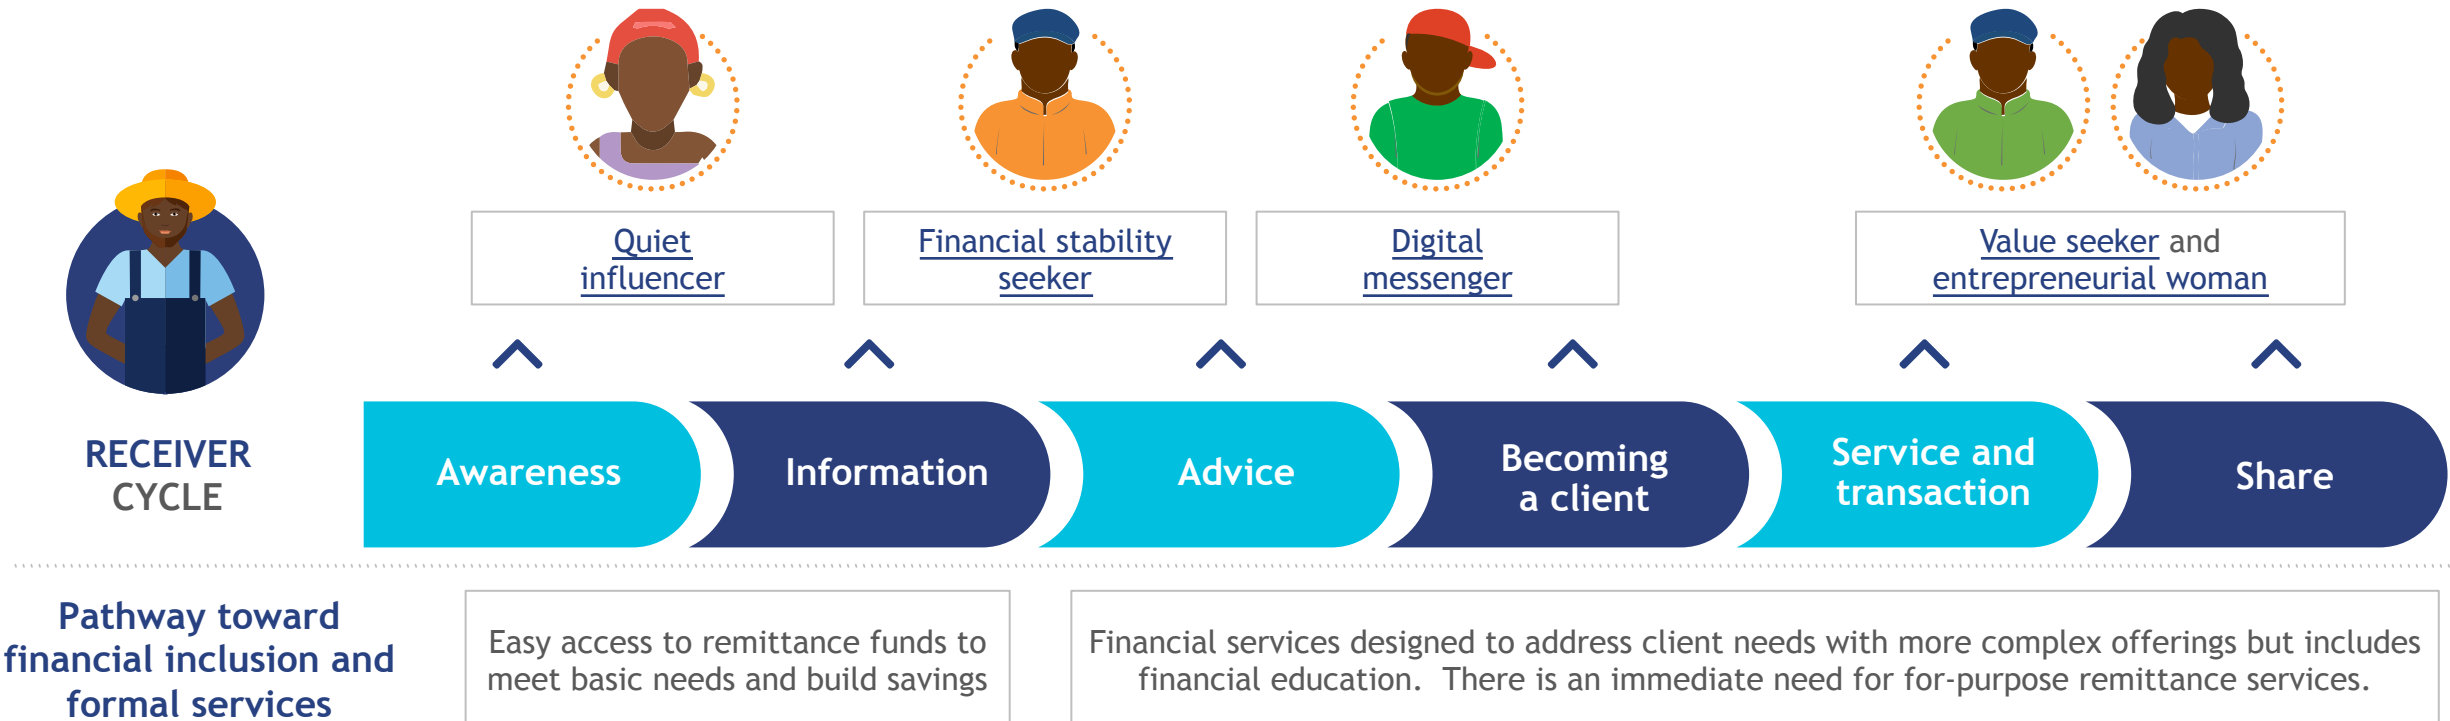 Quiet
influencer
Financial stability
seeker
Digital
messenger
Value seeker and
entrepreneurial woman
RECEIVER
CYCLE
Awareness
Information
Advice
Becoming
a client
Service and
transaction
Share
Pathway toward
financial inclusion and
formal services
Easy access to remittance funds to
meet basic needs and build savings
Financial services designed to address client needs with more complex offerings but includes
financial education.  There is an immediate need for for-purpose remittance services.